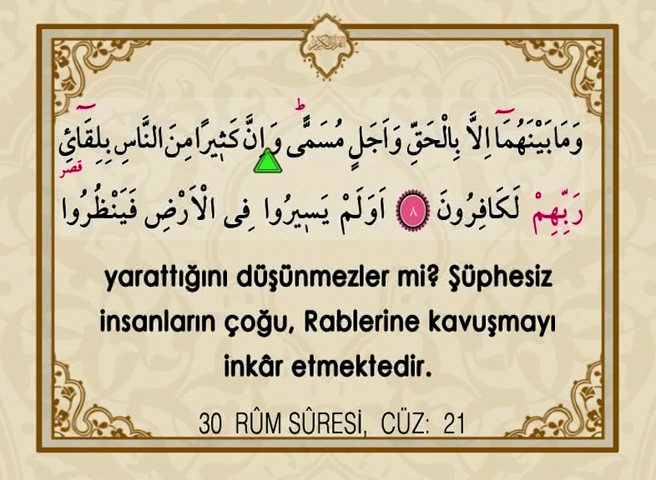 وَمَا بَيْنَهُمَٓا اِلَّا بِالْحَقِّ وَاَجَلٍ مُسَمًّىۜ وَاِنَّ كَث۪يرًا مِنَ النَّاسِ بِلِقَٓائِ
قصر
رَبِّهِمْ لَكَافِرُونَ ٨ اَوَلَمْ يَس۪يرُوا فِى الْاَرْضِ فَيَنْظُرُوا
yarattığını düşünmezler mi? Şüphesiz
insanların çoğu, Rablerine kavuşmayı
inkâr etmektedir.
30 RÛM SÛRESİ, CÜZ: 21